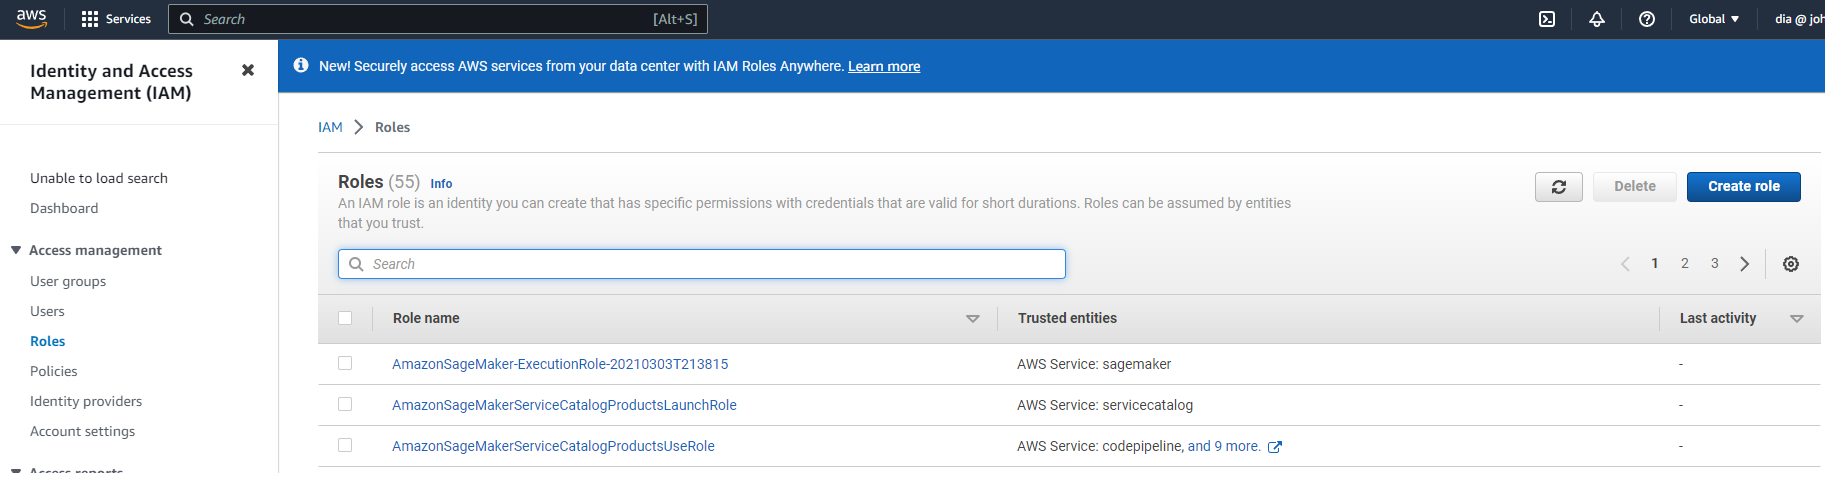 aws
Services
Search
[Alt+S]
Global
dia @
Identity and Access
Management (IAM)
New! Securely access AWS services from your data center with IAM Roles Anywhere. Learn more
Unable to load search
Dashboard
Access management
User groups
Users
Roles
Policies
Identity providers
Account settings
Access reports
IAM
Roles
Roles (55) Info
An IAM role is an identity you can create that has specific permissions with credentials that are valid for short durations. Roles can be assumed by entities
that you trust.
Delete
Create role
Search
1 2 3
Role name
Trusted entities
Last activity
AmazonSageMaker-ExecutionRole-20210303T213815
AWS Service: sagemaker
-
AmazonSageMakerServiceCatalogProductsLaunchRole
AWS Service: servicecatalog
-
AmazonSageMakerServiceCatalogProductsUseRole
AWS Service: codepipeline, and 9 more.
-